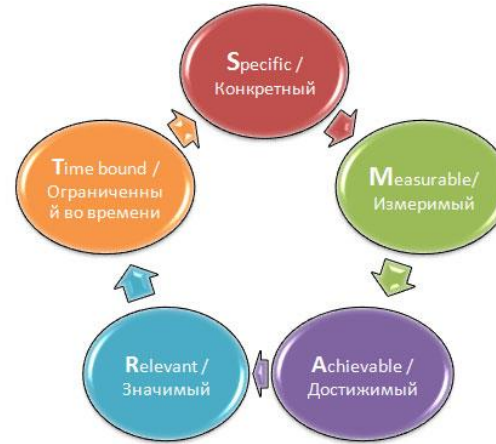 Specific /
Конкретный
Measurable/
Измеримый
Achievable /
Достижимый
Relevant /
Значимый
Time bound /
Ограниченны
й во времени